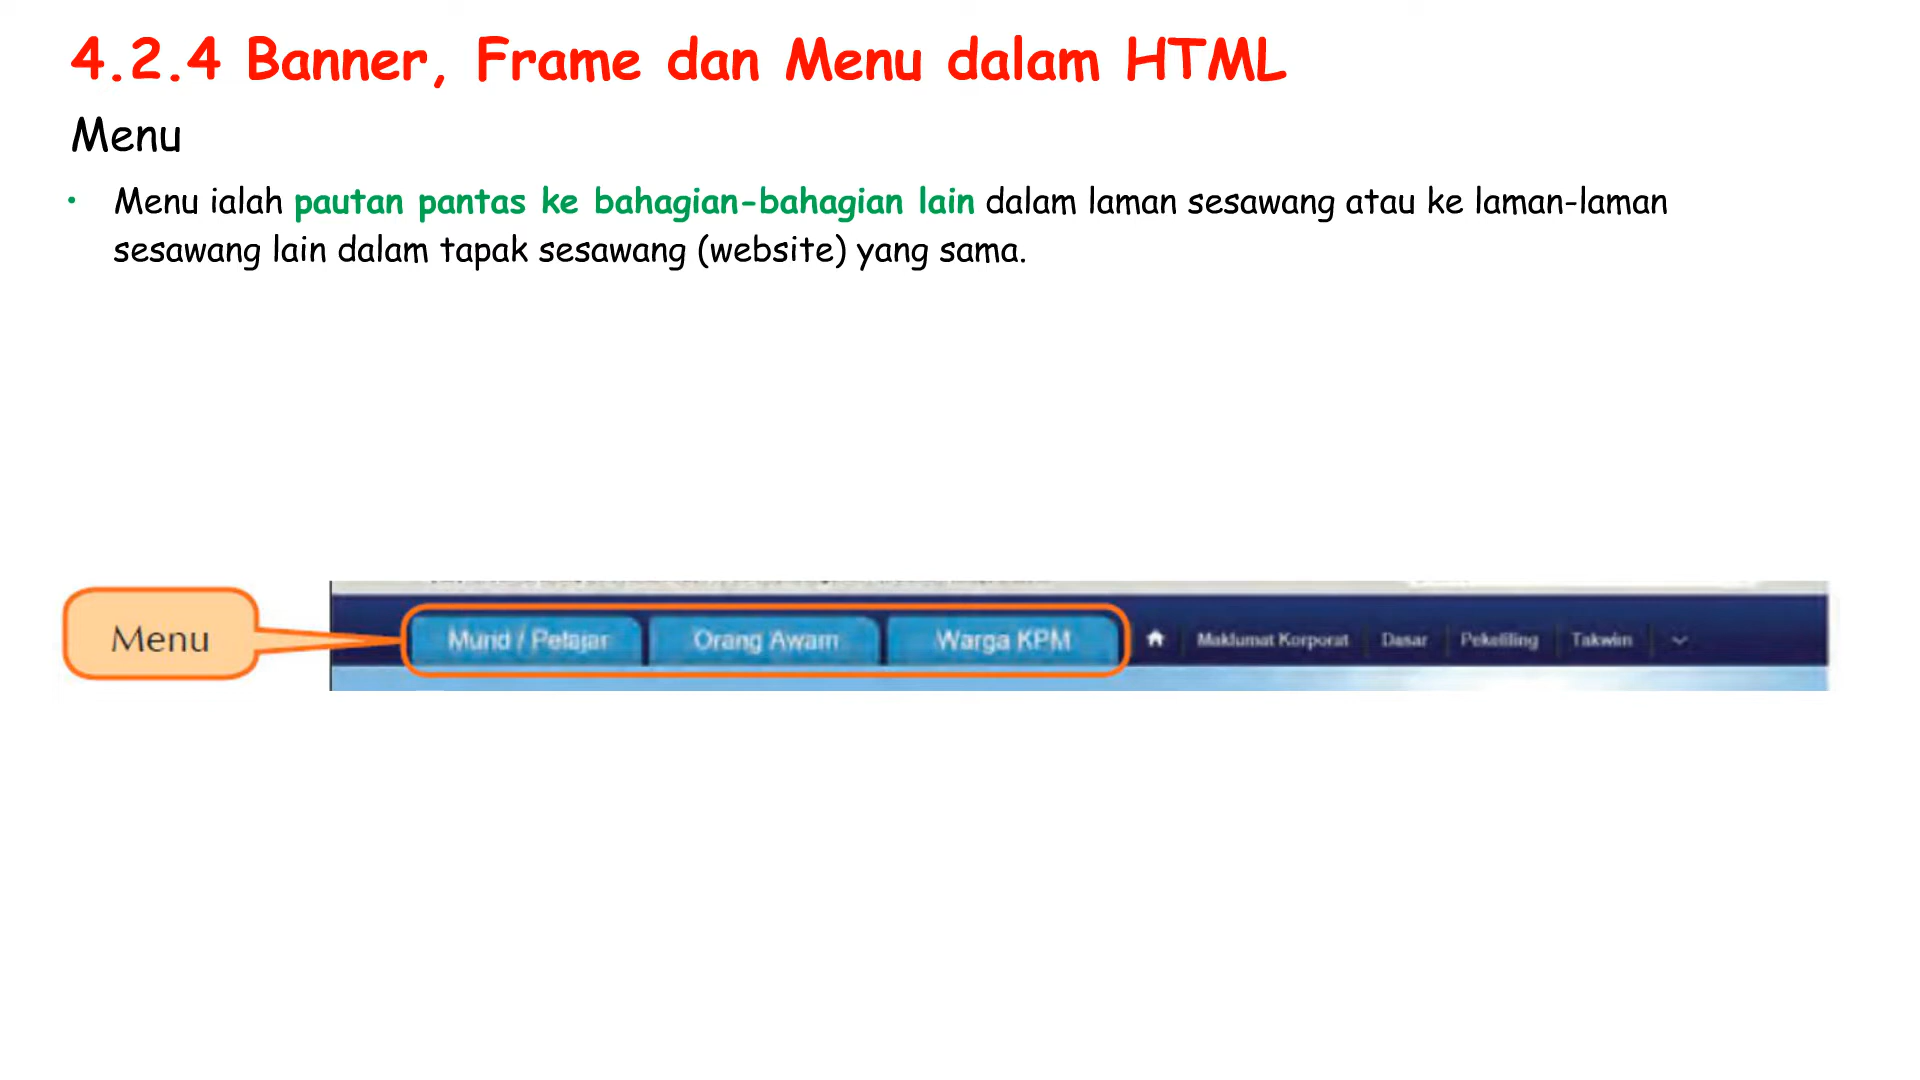 4.2.4 Banner, Frame dan Menu dalam HTML
Menu
• Menu ialah pautan pantas ke bahagian-bahagian lain dalam laman sesawang atau ke laman-laman
sesawang lain dalam tapak sesawang (website) yang sama.
Menu
Murid / Pelajar Orang Awam Warga KPM Maklumat Korporat Dasar Pekeliling Takwim